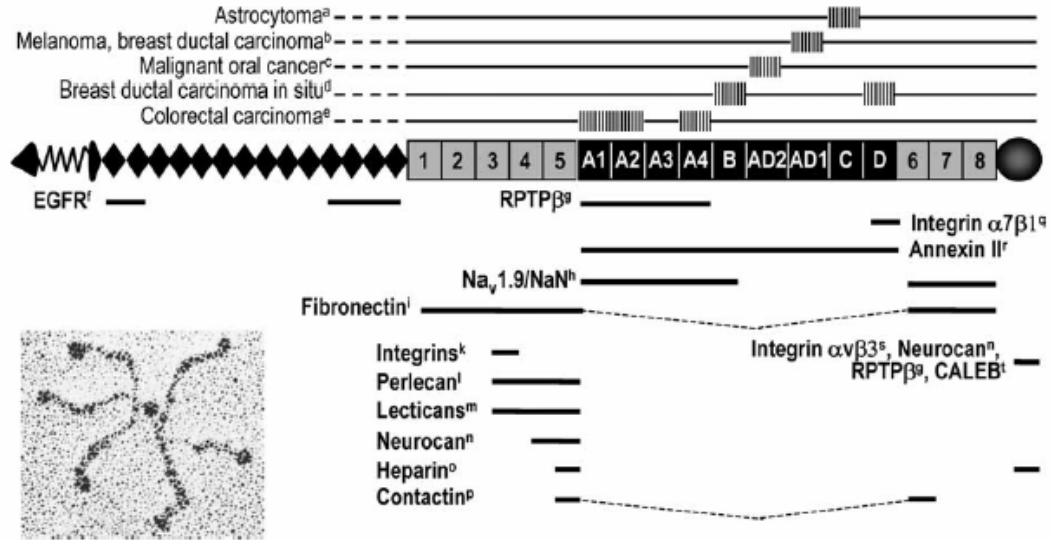 Astrocytomaᵃ
Melanoma, breast ductal carcinomaᵇ
Malignant oral cancerᶜ
Breast ductal carcinoma in situᵈ
Colorectal carcinomaᵉ
1 2 3 4 5 A1 A2 A3 A4 B AD2 AD1 C D 6 7 8
EGFRᶠ RPTPβᵍ
Integrin α7β1q
Annexin IIʳ
Naᵥ1.9/NaNʰ
Fibronectinⁱ
Integrinsᵏ Integrin αvβ3ˢ, Neurocanⁿ,
Perlecanˡ RPTPβᵍ, CALEBᵗ
Lecticansᵐ
Neurocanⁿ
Heparinᵒ
Contactinᵖ